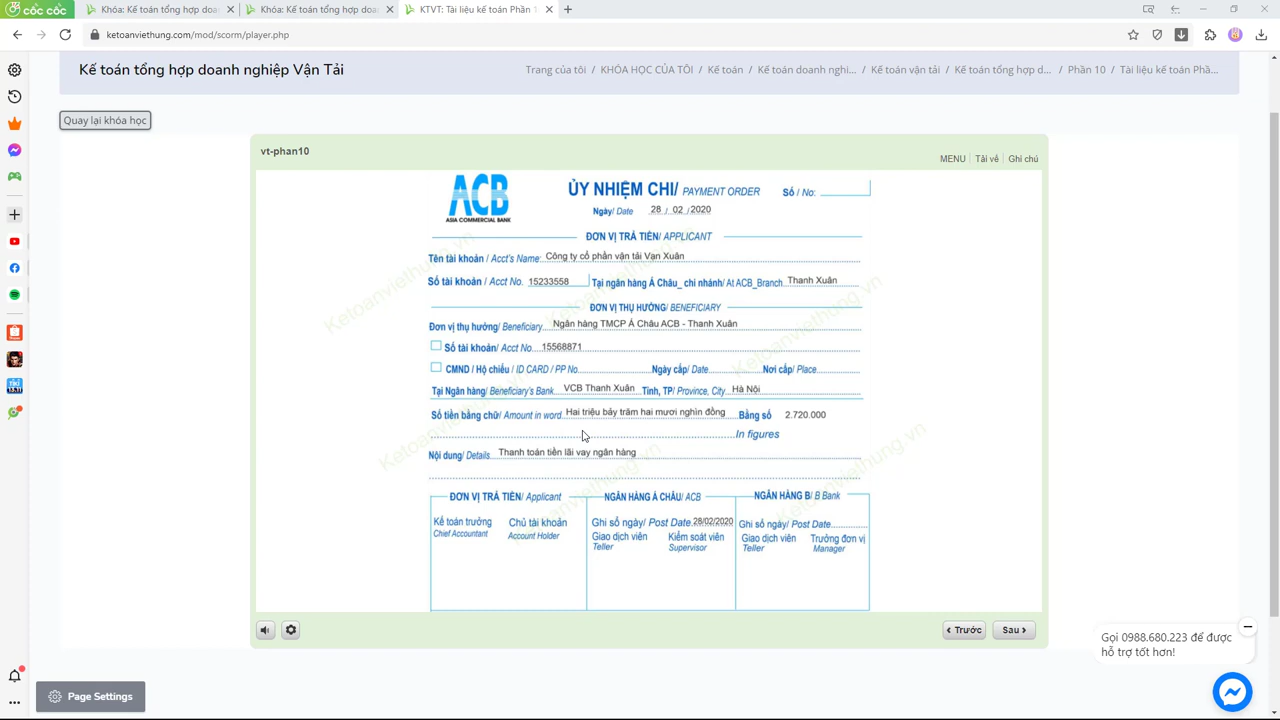 cốc cốc
Khóa: Kế toán tổng hợp doan
Khóa: Kế toán tổng hợp doan
KTVT: Tài liệu kế toán Phần 1
ketoanviethung.com/mod/scorm/player.php
Kế toán tổng hợp doanh nghiệp Vận Tải
Trang của tôi / KHÓA HỌC CỦA TÔI / Kế toán / Kế toán doanh nghi... / Kế toán vận tải / Kế toán tổng hợp d... / Phần 10 / Tài liệu kế toán Phầ...
Quay lại khóa học
vt-phan10
MENU Tải về Ghi chú
ACB
ASIA COMMERCIAL BANK
ỦY NHIỆM CHI/ PAYMENT ORDER Số / No:
Ngày/ Date 28 / 02 /2020
ĐƠN VỊ TRẢ TIỀN/ APPLICANT
Tên tài khoản / Acct's Name: Công ty cổ phần vận tải Vạn Xuân
Số tài khoản / Acct No. 15233558 Tại ngân hàng Á Châu_ chi nhánh/ At ACB_Branch Thanh Xuân
ĐƠN VỊ THỤ HƯỞNG/ BENEFICIARY
Đơn vị thụ hưởng/ Beneficiary Ngân hàng TMCP Á Châu ACB - Thanh Xuân
Số tài khoản/ Acct No. 15568871
CMND / Hộ chiếu / ID CARD / PP No. Ngày cấp/ Date Nơi cấp/ Place
Tại Ngân hàng/ Beneficiary's Bank VCB Thanh Xuân Tỉnh, TP/ Province, City Hà Nội
Số tiền bằng chữ/ Amount in word Hai triệu bảy trăm hai mươi nghìn đồng Bằng số 2.720.000
In figures
Nội dung/ Details Thanh toán tiền lãi vay ngân hàng
ĐƠN VỊ TRẢ TIỀN/ Applicant NGÂN HÀNG Á CHÂU/ ACB NGÂN HÀNG B/ B Bank
Kế toán trưởng Chủ tài khoản Ghi sổ ngày/ Post Date 28/02/2020 Ghi sổ ngày/ Post Date
Chief Accountant Account Holder Giao dịch viên Kiểm soát viên Giao dịch viên Trưởng đơn vị
Teller Supervisor Teller Manager
Ketoanviethung.vn
Ketoanviethung.vn
Ketoanviethung.vn
Ketoanviethung.vn
Ketoanviethung.vn
Trước Sau
Gọi 0988.680.223 để được
hỗ trợ tốt hơn!
Page Settings